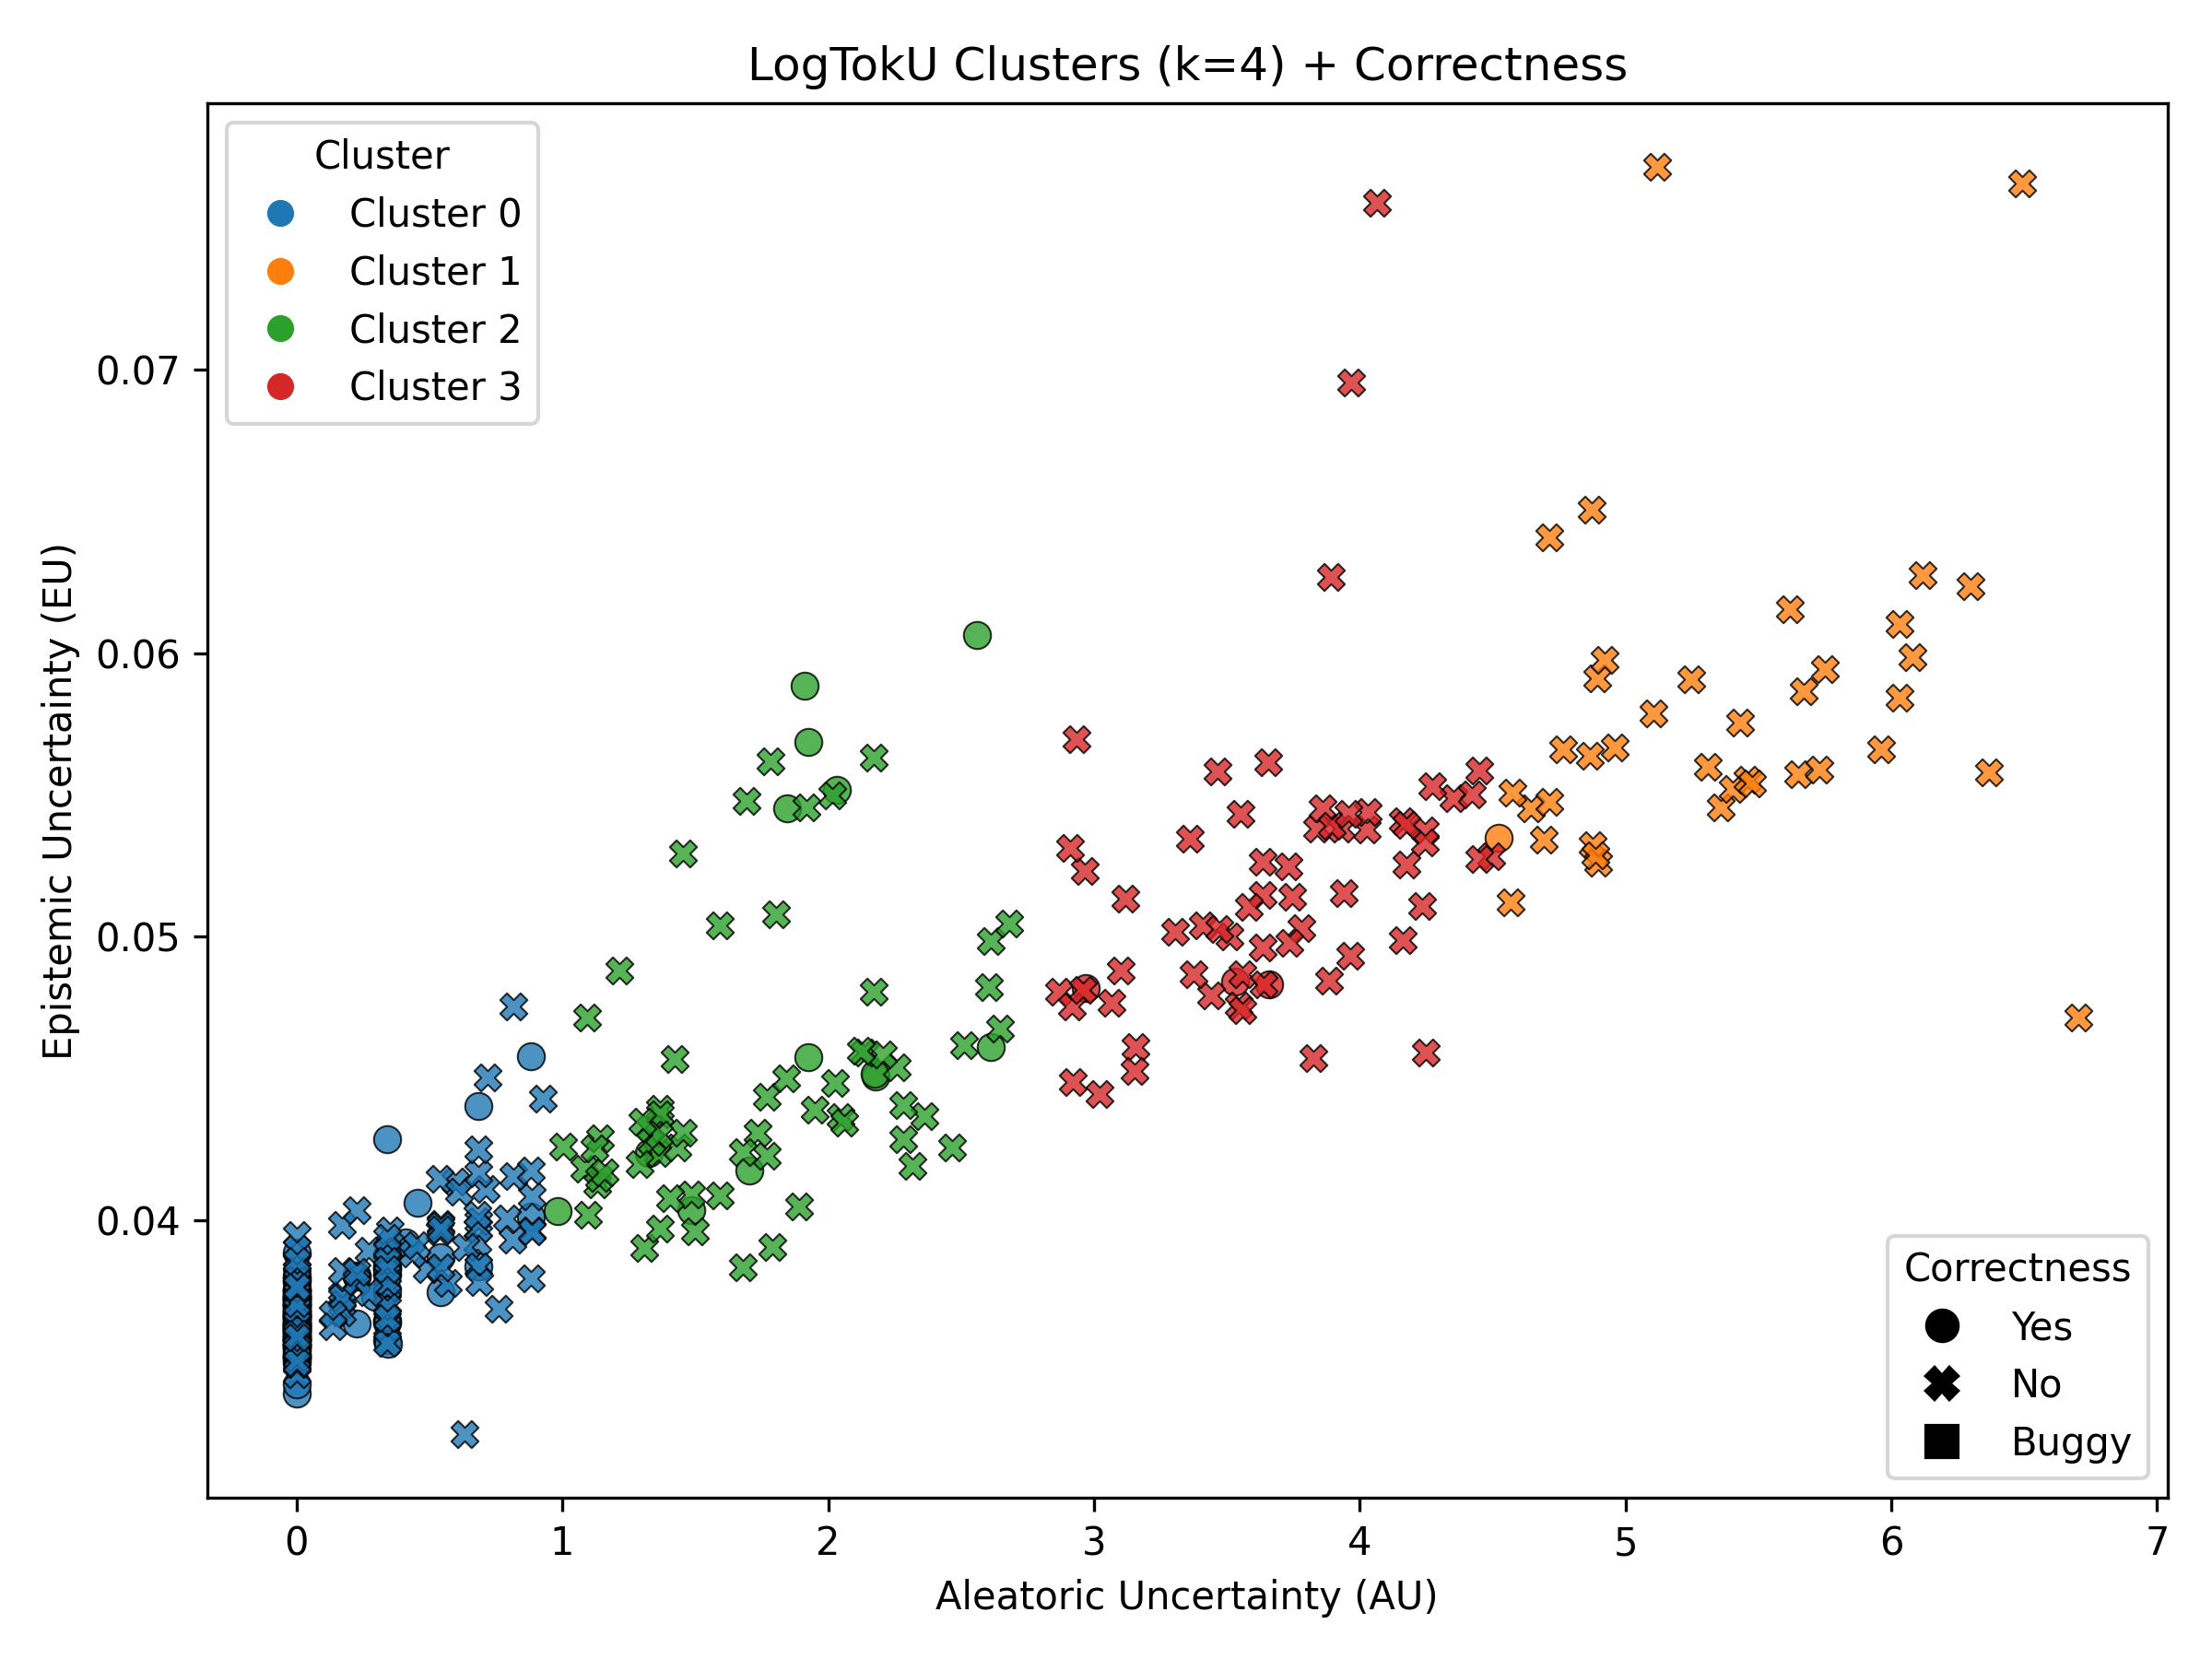 LogTokU Clusters (k=4) + Correctness
Cluster
Cluster 0
Cluster 1
Cluster 2
Cluster 3
Epistemic Uncertainty (EU)
0.07
0.06
0.05
0.04
Correctness
Yes
No
Buggy
0 1 2 3 4 5 6 7
Aleatoric Uncertainty (AU)